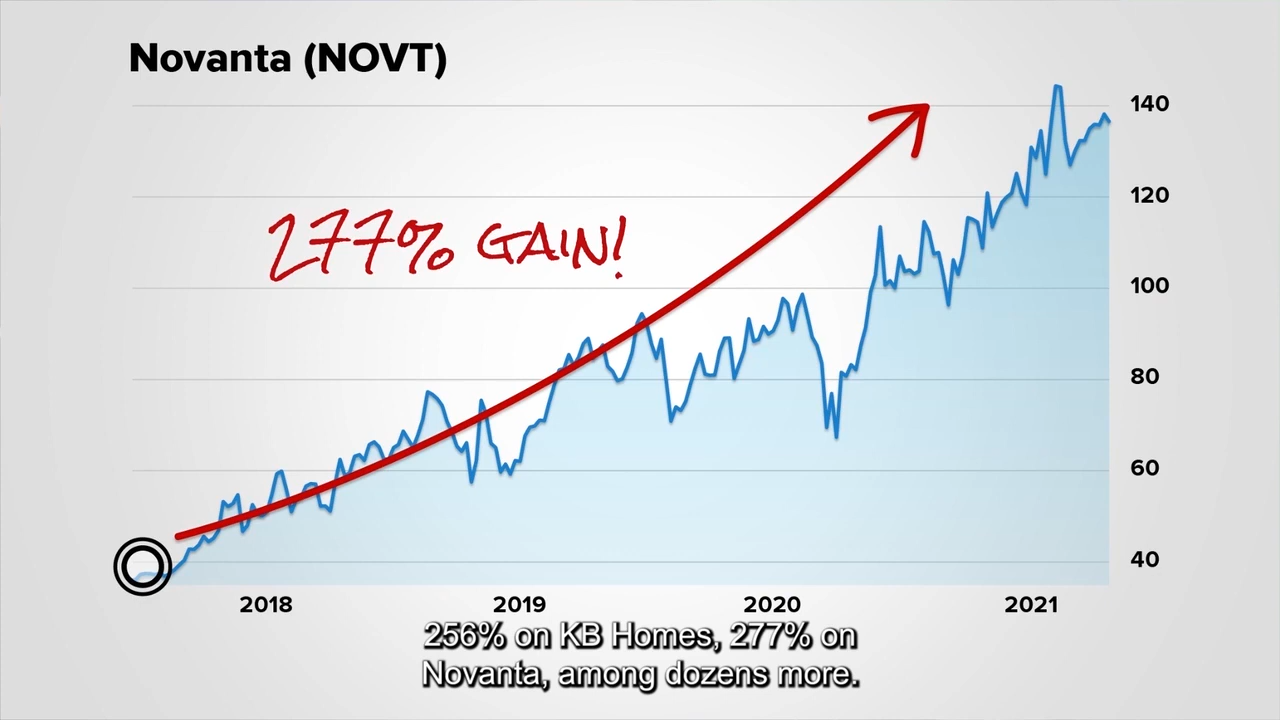 Novanta (NOVT)
277% GAIN!
140
120
100
80
60
40
2018 2019 2020 2021
256% on KB Homes, 277% on
Novanta, among dozens more.